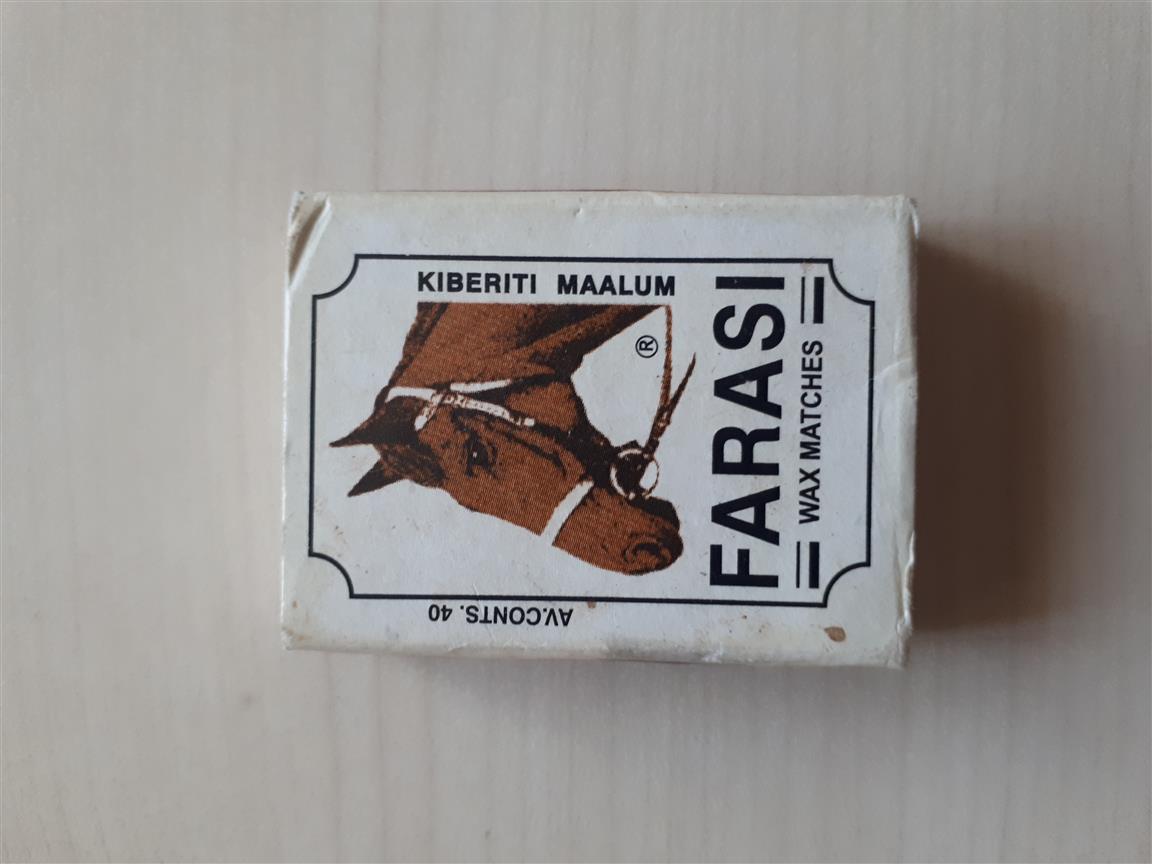 KIBERITI MAALUM
®
FARASI
WAX MATCHES
AV.CONTS. 40